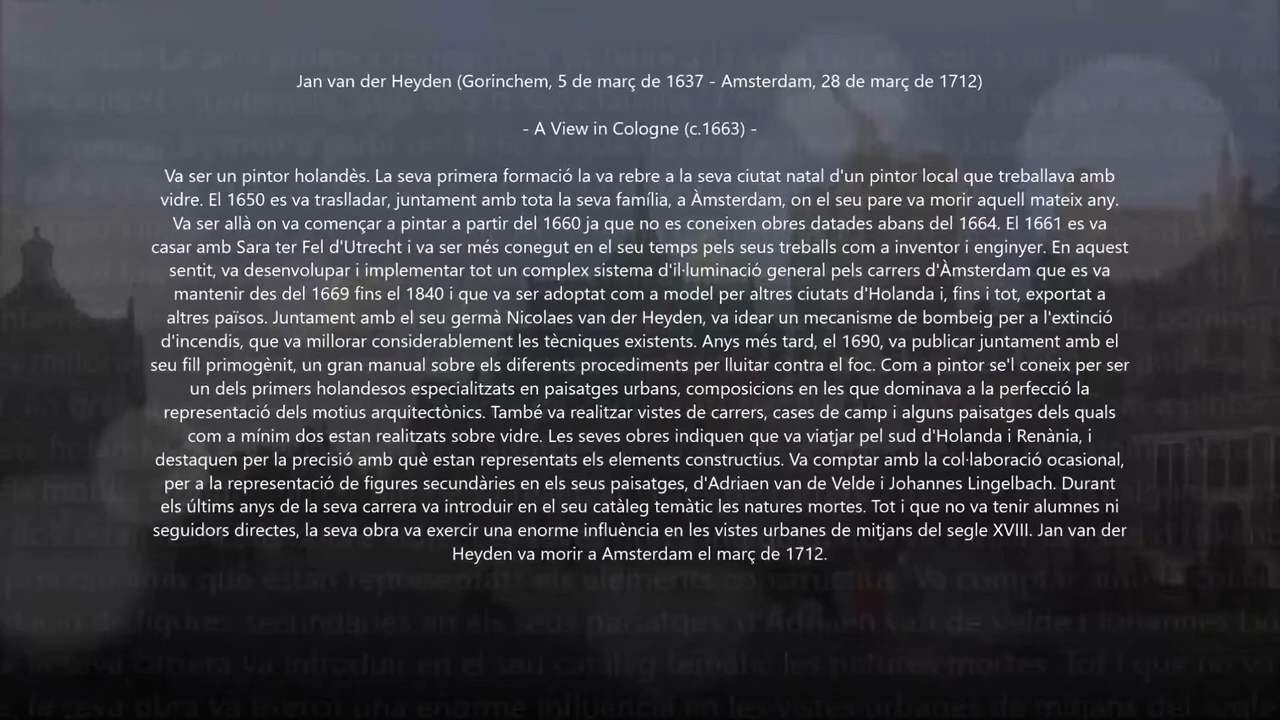 Jan van der Heyden (Gorinchem, 5 de març de 1637 - Amsterdam, 28 de març de 1712)
- A View in Cologne (c.1663) -
Va ser un pintor holandès. La seva primera formació la va rebre a la seva ciutat natal d'un pintor local que treballava amb
vidre. El 1650 es va traslladar, juntament amb tota la seva família, a Àmsterdam, on el seu pare va morir aquell mateix any.
Va ser allà on va començar a pintar a partir del 1660 ja que no es coneixen obres datades abans del 1664. El 1661 es va
casar amb Sara ter Fel d'Utrecht i va ser més conegut en el seu temps pels seus treballs com a inventor i enginyer. En aquest
sentit, va desenvolupar i implementar tot un complex sistema d'il·luminació general pels carrers d'Àmsterdam que es va
mantenir des del 1669 fins el 1840 i que va ser adoptat com a model per altres ciutats d'Holanda i, fins i tot, exportat a
altres països. Juntament amb el seu germà Nicolaes van der Heyden, va idear un mecanisme de bombeig per a l'extinció
d'incendis, que va millorar considerablement les tècniques existents. Anys més tard, el 1690, va publicar juntament amb el
seu fill primogènit, un gran manual sobre els diferents procediments per lluitar contra el foc. Com a pintor se'l coneix per ser
un dels primers holandesos especialitzats en paisatges urbans, composicions en les que dominava a la perfecció la
representació dels motius arquitectònics. També va realitzar vistes de carrers, cases de camp i alguns paisatges dels quals
com a mínim dos estan realitzats sobre vidre. Les seves obres indiquen que va viatjar pel sud d'Holanda i Renània, i
destaquen per la precisió amb què estan representats els elements constructius. Va comptar amb la col·laboració ocasional,
per a la representació de figures secundàries en els seus paisatges, d'Adriaen van de Velde i Johannes Lingelbach. Durant
els últims anys de la seva carrera va introduir en el seu catàleg temàtic les natures mortes. Tot i que no va tenir alumnes ni
seguidors directes, la seva obra va exercir una enorme influència en les vistes urbanes de mitjans del segle XVIII. Jan van der
Heyden va morir a Amsterdam el març de 1712.